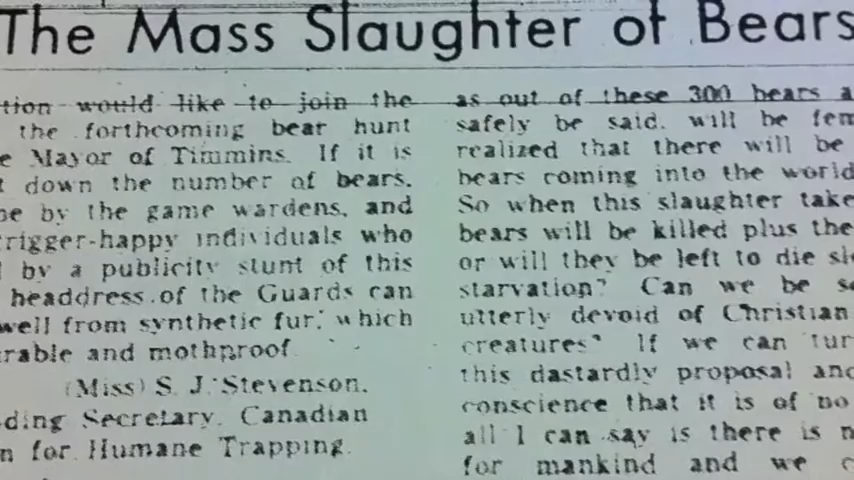 The Mass Slaughter of Bears
tion would like to join the
the forthcoming bear hunt
e Mayor of Timmins. If it is
t down the number of bears,
ne by the game wardens, and
rigger-happy individuals who
by a publicity stunt of this
headdress of the Guards can
well from synthetic fur, which
rable and mothproof
(Miss) S. J. Stevenson,
ding Secretary, Canadian
n for Humane Trapping.
as out of these 300 bears a
safely be said, will be fem
realized that there will be
bears coming into the world
So when this slaughter take
bears will be killed plus the
or will they be left to die sl
starvation? Can we be s
utterly devoid of Christian
creatures? If we can tur
this dastardly proposal and
conscience that it is of no
all I can say is there is n
for mankind and we c